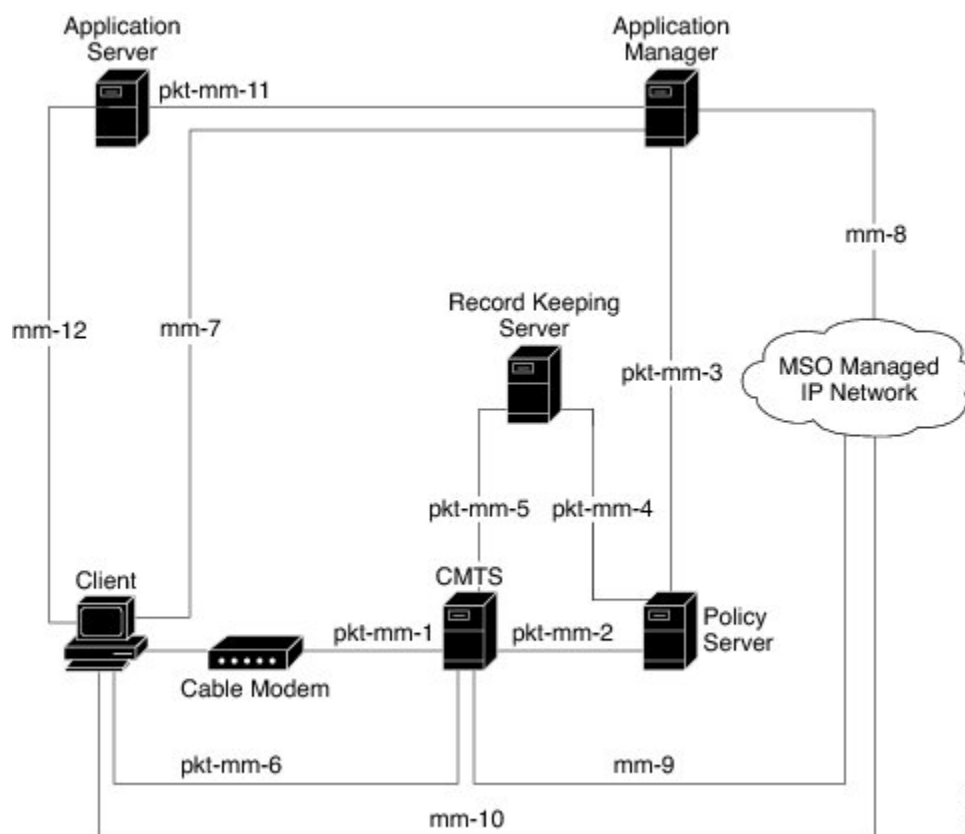 Application
Server
Application
Manager
pkt-mm-11
mm-8
Record Keeping
Server
mm-12
mm-7
pkt-mm-3
MSO Managed
IP Network
pkt-mm-5
pkt-mm-4
Client
CMTS
pkt-mm-1
pkt-mm-2
Policy
Server
Cable Modem
pkt-mm-6
mm-9
mm-10